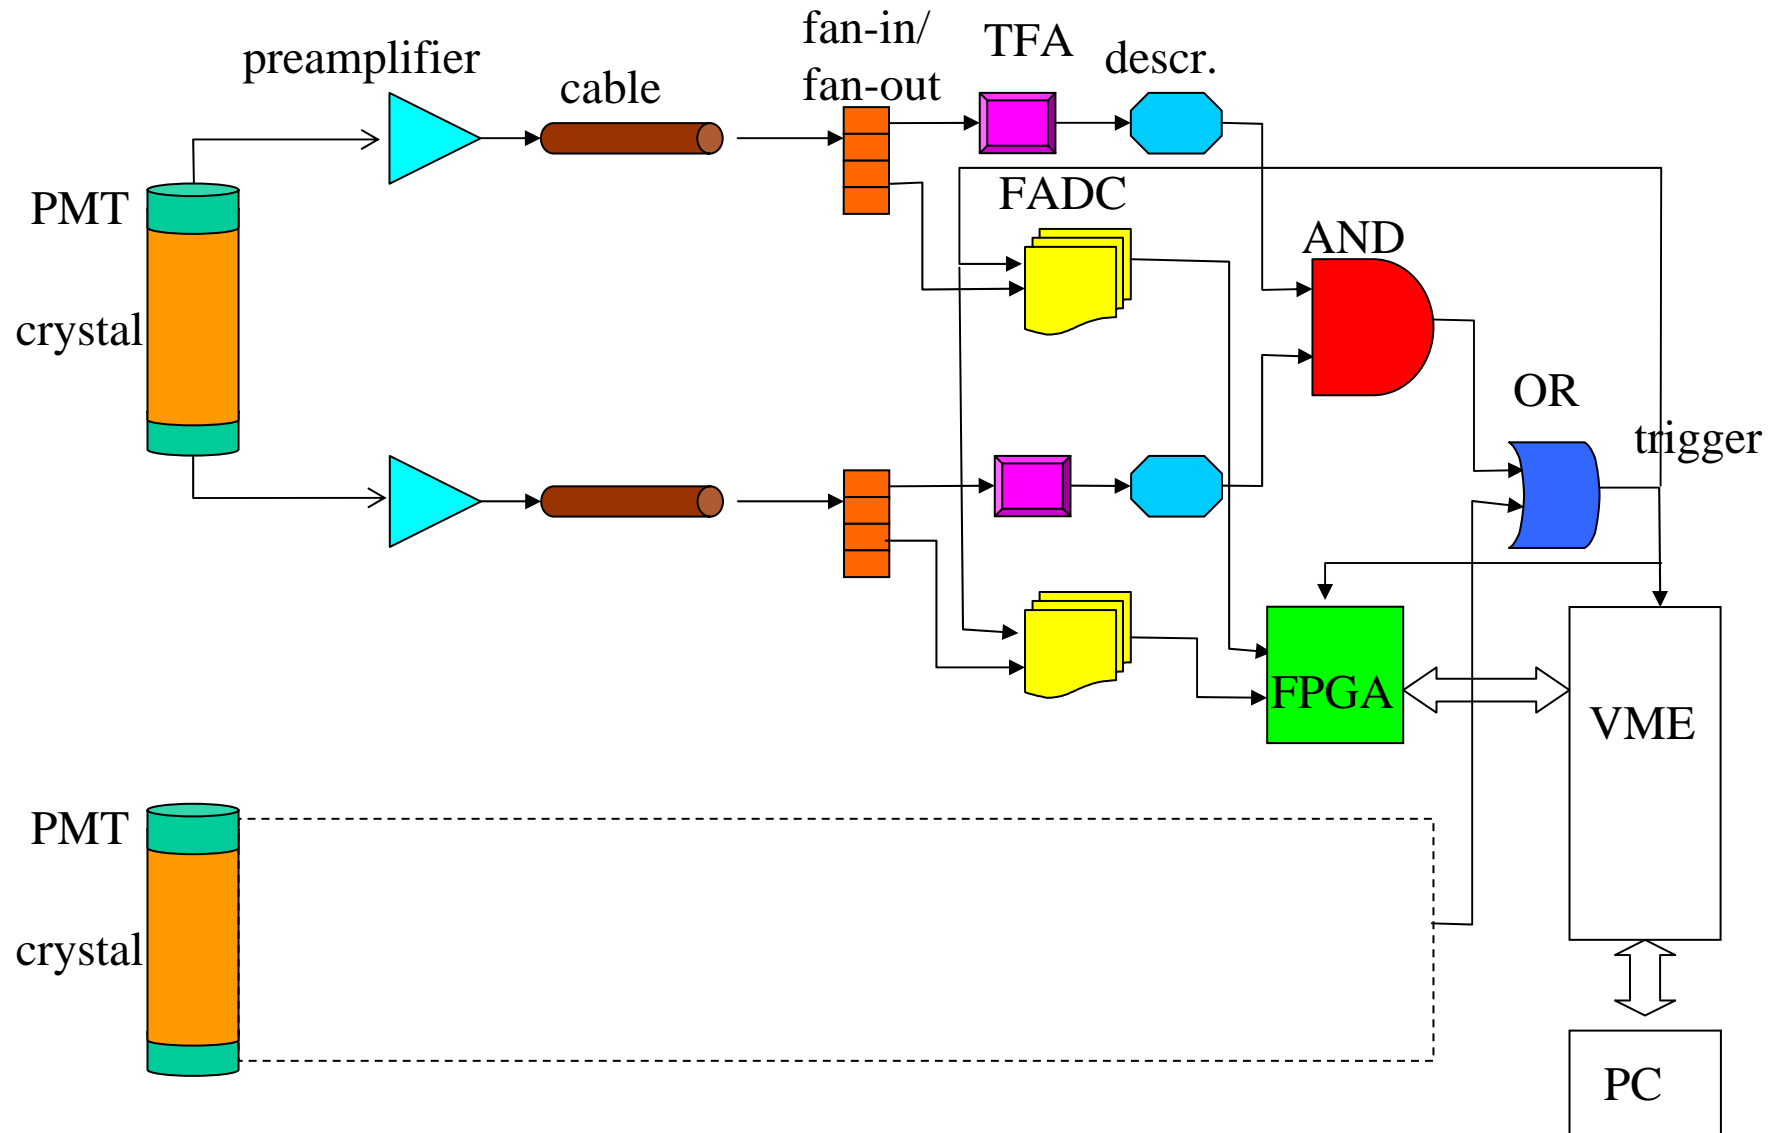 preamplifier
cable
fan-in/
fan-out
TFA
descr.
PMT
FADC
AND
crystal
OR
trigger
FPGA
VME
PMT
crystal
PC